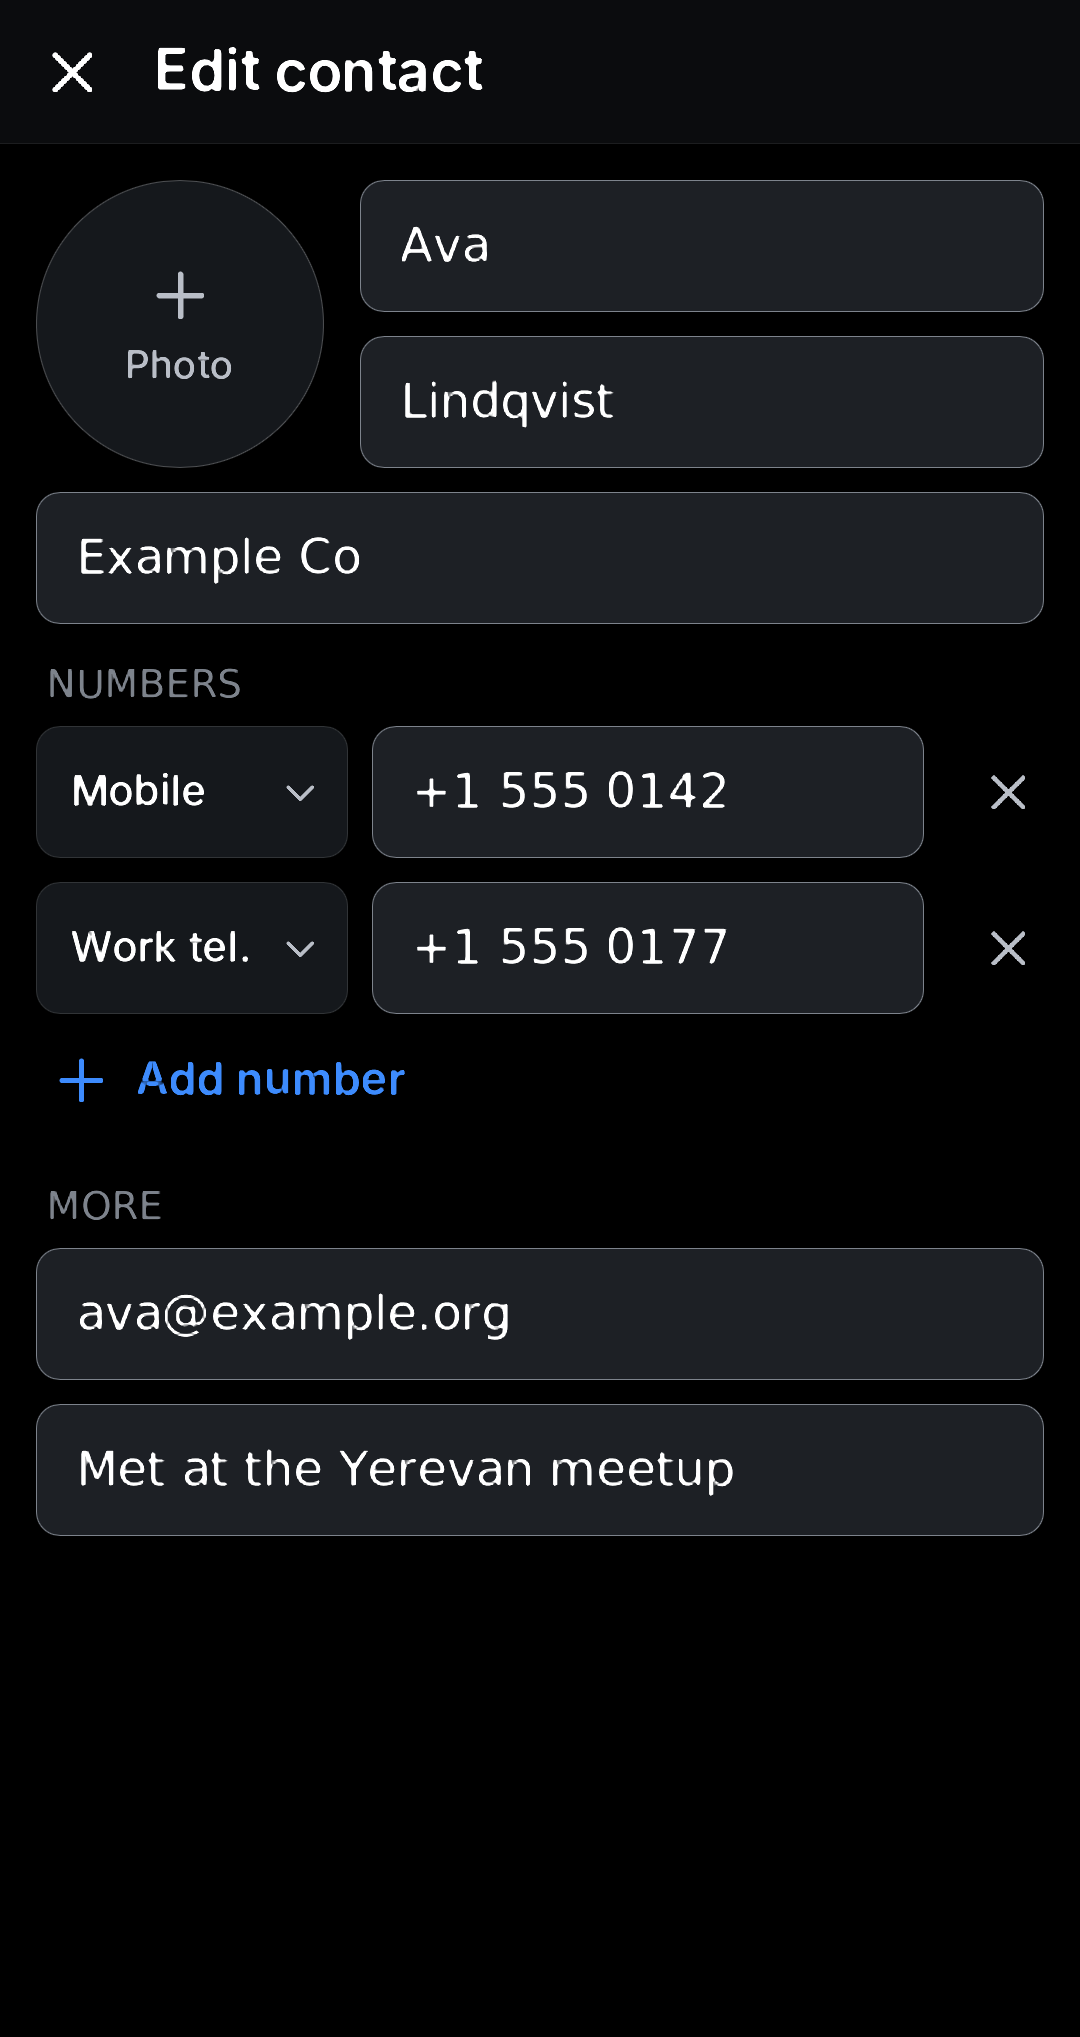 Edit contact
Photo
Ava
Lindqvist
Example Co
NUMBERS
Mobile
+1 555 0142
Work tel.
+1 555 0177
Add number
MORE
ava@example.org
Met at the Yerevan meetup